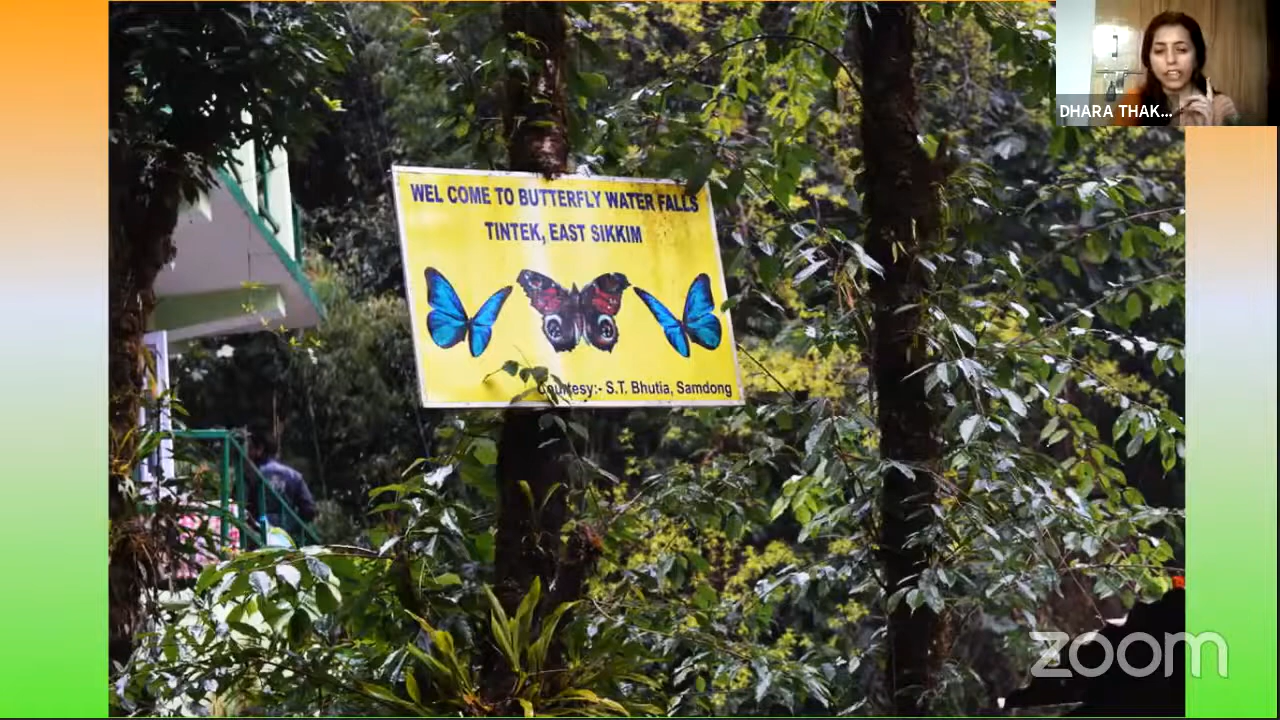 DHARA THAK...
WEL COME TO BUTTERFLY WATER FALLS
TINTEK, EAST SIKKIM
Courtesy:- S.T. Bhutia, Samdong
zoom